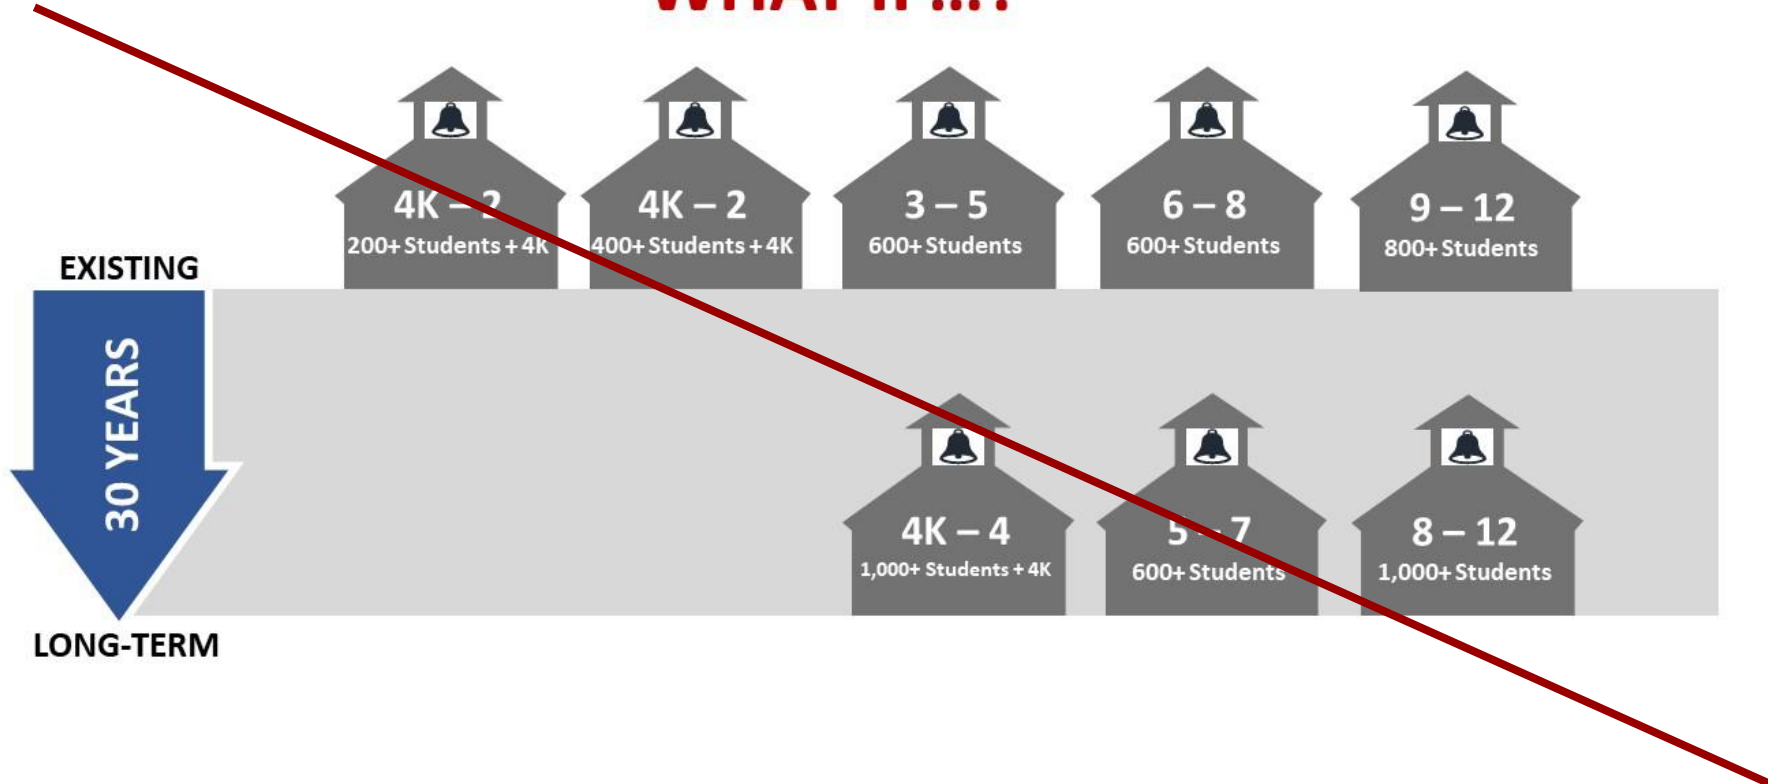 WHAT IF...?
4K – 2
200+ Students + 4K
4K – 2
400+ Students + 4K
3 – 5
600+ Students
6 – 8
600+ Students
9 – 12
800+ Students
EXISTING
30 YEARS
4K – 4
1,000+ Students + 4K
5 – 7
600+ Students
8 – 12
1,000+ Students
LONG-TERM